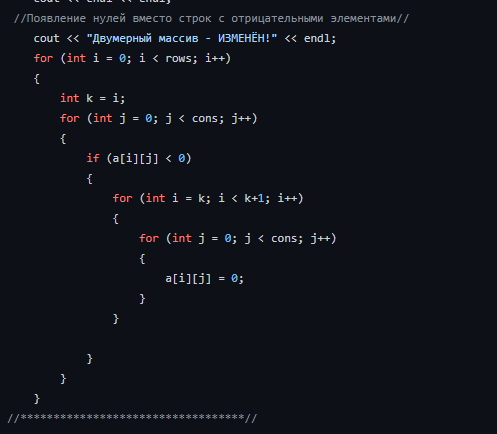 cout << endl << endl;
//Появление нулей вместо строк с отрицательными элементами//
cout << "Двумерный массив - ИЗМЕНЁН!" << endl;
for (int i = 0; i < rows; i++)
{
int k = i;
for (int j = 0; j < cons; j++)
{
if (a[i][j] < 0)
{
for (int i = k; i < k+1; i++)
{
for (int j = 0; j < cons; j++)
{
a[i][j] = 0;
}
}
}
}
}
//**********************************//